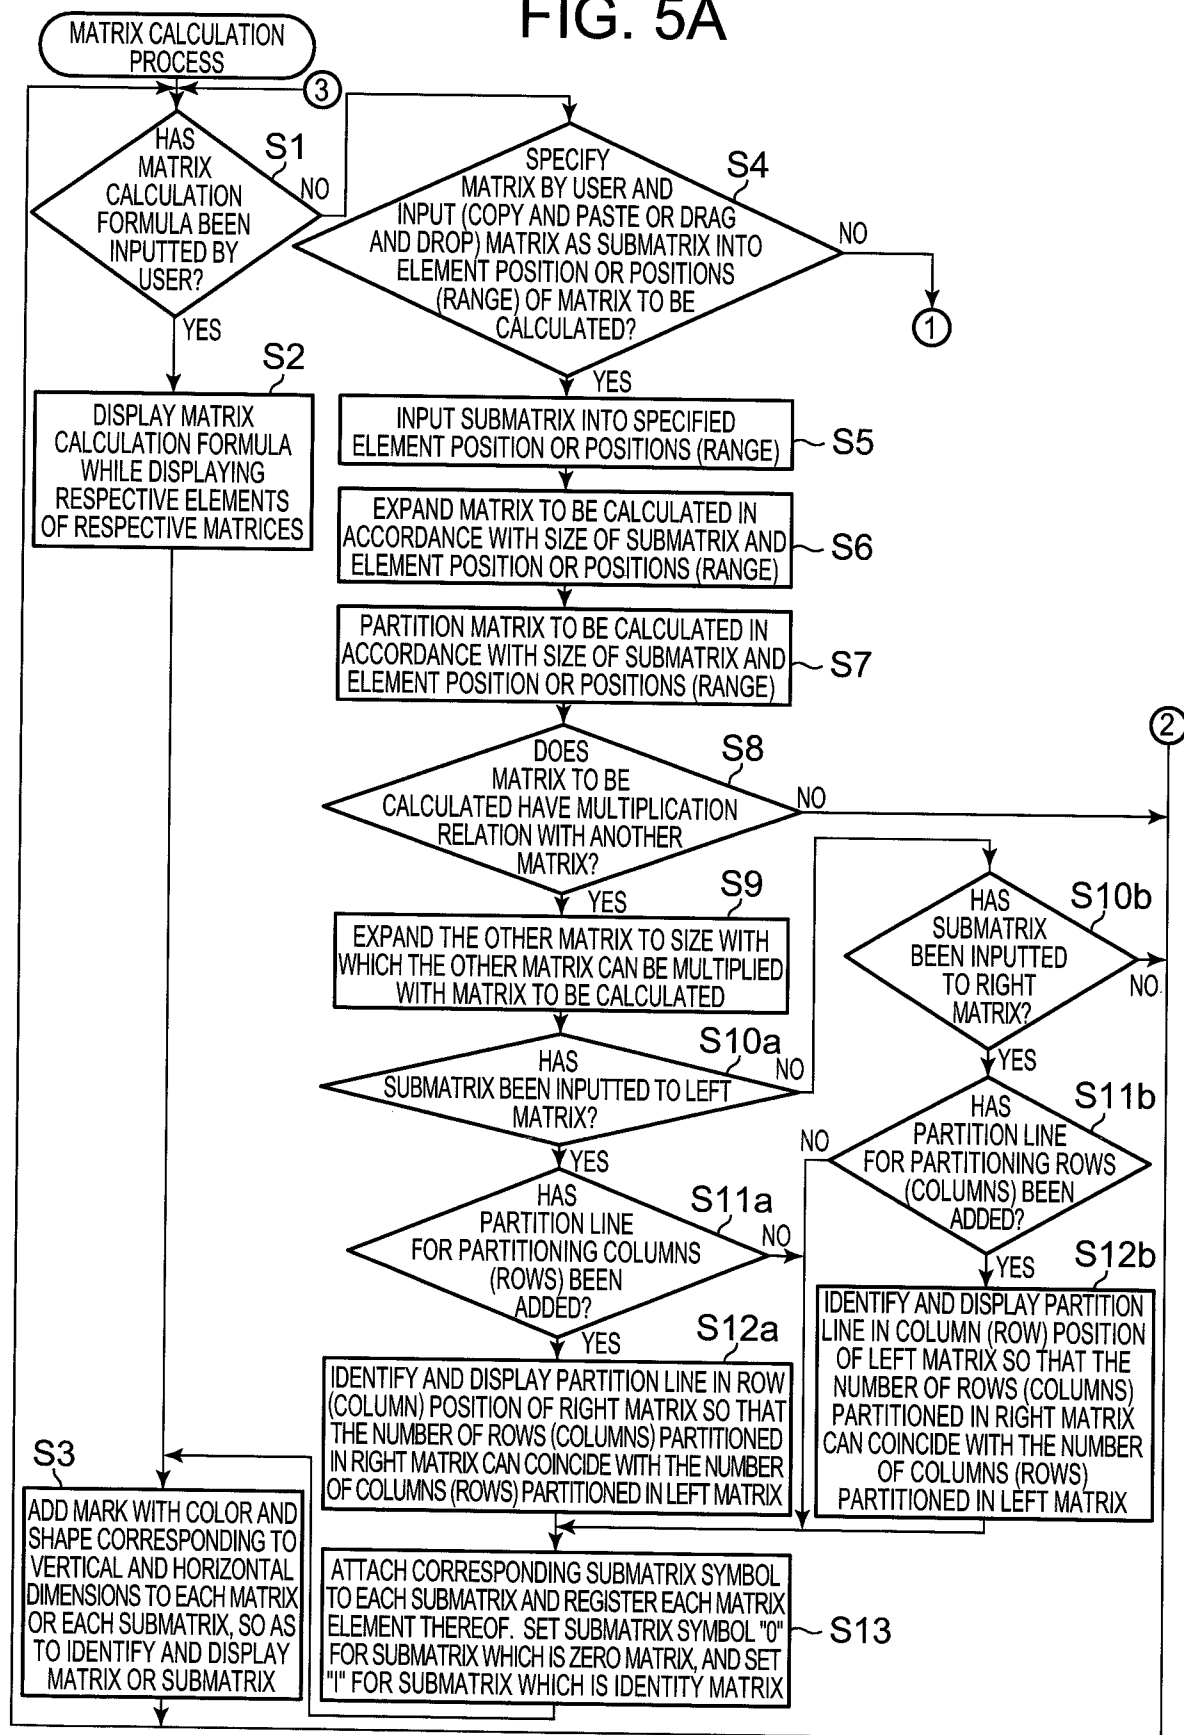 FIG. 5A
MATRIX CALCULATION
PROCESS
3
HAS
MATRIX
CALCULATION
FORMULA BEEN
INPUTTED BY
USER?
S1
NO
YES
S2
DISPLAY MATRIX
CALCULATION FORMULA
WHILE DISPLAYING
RESPECTIVE ELEMENTS
OF RESPECTIVE MATRICES
SPECIFY
MATRIX BY USER AND
INPUT (COPY AND PASTE OR DRAG
AND DROP) MATRIX AS SUBMATRIX INTO
ELEMENT POSITION OR POSITIONS
(RANGE) OF MATRIX TO BE
CALCULATED?
S4
NO
1
YES
INPUT SUBMATRIX INTO SPECIFIED
ELEMENT POSITION OR POSITIONS (RANGE)
S5
EXPAND MATRIX TO BE CALCULATED IN
ACCORDANCE WITH SIZE OF SUBMATRIX AND
ELEMENT POSITION OR POSITIONS (RANGE)
S6
PARTITION MATRIX TO BE CALCULATED IN
ACCORDANCE WITH SIZE OF SUBMATRIX AND
ELEMENT POSITION OR POSITIONS (RANGE)
S7
2
DOES
MATRIX TO BE
CALCULATED HAVE MULTIPLICATION
RELATION WITH ANOTHER
MATRIX?
S8
NO
YES
S9
EXPAND THE OTHER MATRIX TO SIZE WITH
WHICH THE OTHER MATRIX CAN BE MULTIPLIED
WITH MATRIX TO BE CALCULATED
HAS
SUBMATRIX BEEN INPUTTED TO LEFT
MATRIX?
S10a
NO
YES
HAS
SUBMATRIX
BEEN INPUTTED
TO RIGHT
MATRIX?
S10b
NO
YES
HAS
PARTITION LINE
FOR PARTITIONING COLUMNS
(ROWS) BEEN
ADDED?
S11a
NO
YES
HAS
PARTITION LINE
FOR PARTITIONING ROWS
(COLUMNS) BEEN
ADDED?
S11b
NO
YES
S12a
IDENTIFY AND DISPLAY PARTITION LINE IN ROW
(COLUMN) POSITION OF RIGHT MATRIX SO THAT
THE NUMBER OF ROWS (COLUMNS) PARTITIONED
IN RIGHT MATRIX CAN COINCIDE WITH THE NUMBER
OF COLUMNS (ROWS) PARTITIONED IN LEFT MATRIX
S12b
IDENTIFY AND DISPLAY PARTITION
LINE IN COLUMN (ROW) POSITION
OF LEFT MATRIX SO THAT THE
NUMBER OF ROWS (COLUMNS)
PARTITIONED IN RIGHT MATRIX
CAN COINCIDE WITH THE NUMBER
OF COLUMNS (ROWS)
PARTITIONED IN LEFT MATRIX
S3
ADD MARK WITH COLOR AND
SHAPE CORRESPONDING TO
VERTICAL AND HORIZONTAL
DIMENSIONS TO EACH MATRIX
OR EACH SUBMATRIX, SO AS
TO IDENTIFY AND DISPLAY
MATRIX OR SUBMATRIX
ATTACH CORRESPONDING SUBMATRIX SYMBOL
TO EACH SUBMATRIX AND REGISTER EACH MATRIX
ELEMENT THEREOF. SET SUBMATRIX SYMBOL "0"
FOR SUBMATRIX WHICH IS ZERO MATRIX, AND SET
"I" FOR SUBMATRIX WHICH IS IDENTITY MATRIX
S13